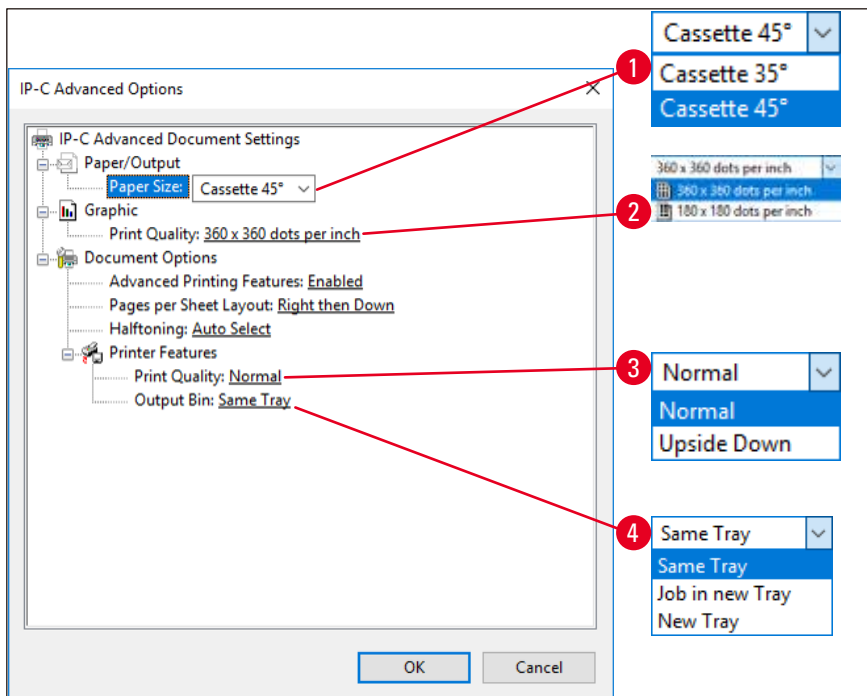 IP-C Advanced Options
IP-C Advanced Document Settings
Paper/Output
Paper Size: Cassette 45°
Graphic
Print Quality: 360 x 360 dots per inch
Document Options
Advanced Printing Features: Enabled
Pages per Sheet Layout: Right then Down
Halftoning: Auto Select
Printer Features
Print Quality: Normal
Output Bin: Same Tray
OK Cancel
1
Cassette 45°
Cassette 35°
Cassette 45°
2
360 x 360 dots per inch
360 x 360 dots per inch
180 x 180 dots per inch
3
Normal
Normal
Upside Down
4
Same Tray
Same Tray
Job in new Tray
New Tray